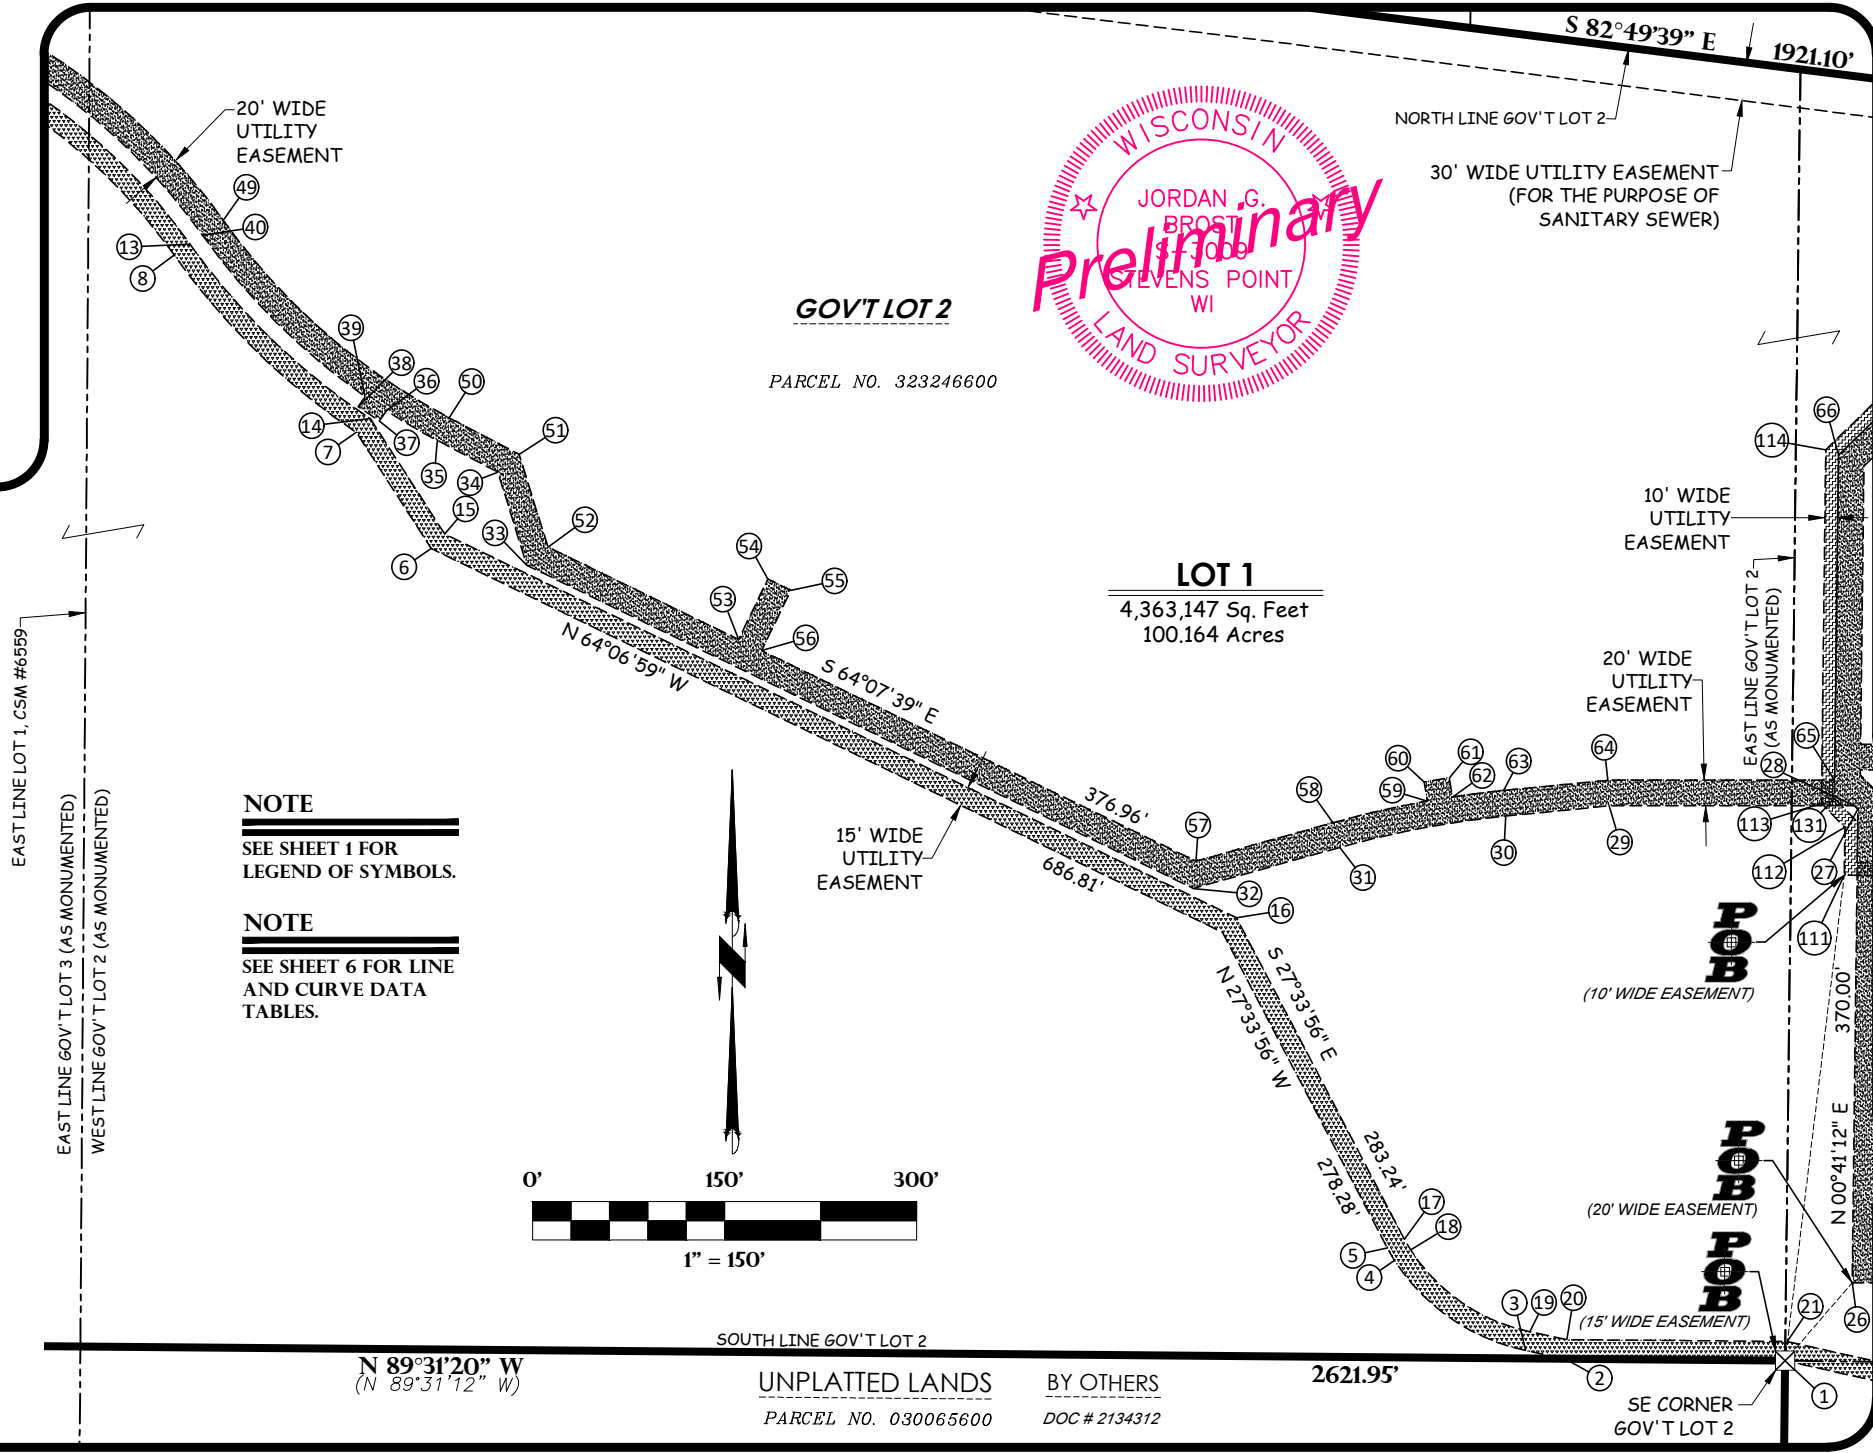 S 82°49'39" E
1921.10'
NORTH LINE GOV'T LOT 2
30' WIDE UTILITY EASEMENT
(FOR THE PURPOSE OF
SANITARY SEWER)
20' WIDE
UTILITY
EASEMENT
49
40
13
8
WISCONSIN
JORDAN G.
BROST
S-3009
STEVENS POINT
WI
LAND SURVEYOR
Preliminary
GOV'T LOT 2
PARCEL NO. 323246600
39
38
36
50
14
7
37
35
34
51
15
33
52
6
54
55
53
56
66
114
10' WIDE
UTILITY
EASEMENT
LOT 1
4,363,147 Sq. Feet
100.164 Acres
EAST LINE GOV'T LOT 2
(AS MONUMENTED)
20' WIDE
UTILITY
EASEMENT
N 64°06'59" W
S 64°07'39" E
376.96'
686.81'
15' WIDE
UTILITY
EASEMENT
57
58
60
61
59
62
63
64
65
28
113
131
112
27
111
29
30
31
32
16
EAST LINE LOT 1, CSM #6559
EAST LINE GOV'T LOT 3 (AS MONUMENTED)
WEST LINE GOV'T LOT 2 (AS MONUMENTED)
NOTE
SEE SHEET 1 FOR
LEGEND OF SYMBOLS.
NOTE
SEE SHEET 6 FOR LINE
AND CURVE DATA
TABLES.
S 27°33'56" E
N 27°33'56" W
283.24'
278.28'
POB
(10' WIDE EASEMENT)
370.00'
N 00°41'12" E
POB
(20' WIDE EASEMENT)
POB
(15' WIDE EASEMENT)
0'
150'
300'
1" = 150'
17
18
5
4
3
19
20
21
26
2
1
SOUTH LINE GOV'T LOT 2
N 89°31'20" W
(N 89°31'12" W)
2621.95'
UNPLATTED LANDS
BY OTHERS
PARCEL NO. 030065600
DOC # 2134312
SE CORNER
GOV'T LOT 2